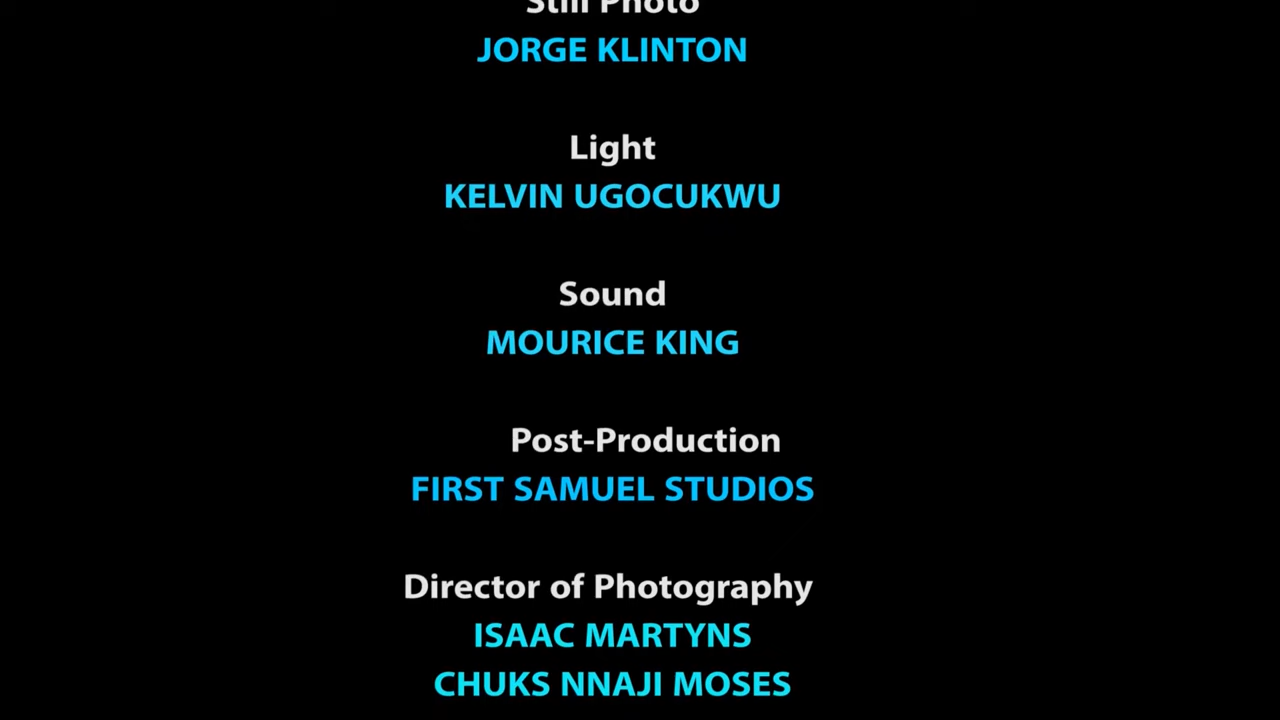 Still Photo
JORGE KLINTON
Light
KELVIN UGOCUKWU
Sound
MOURICE KING
Post-Production
FIRST SAMUEL STUDIOS
Director of Photography
ISAAC MARTYNS
CHUKS NNAJI MOSES